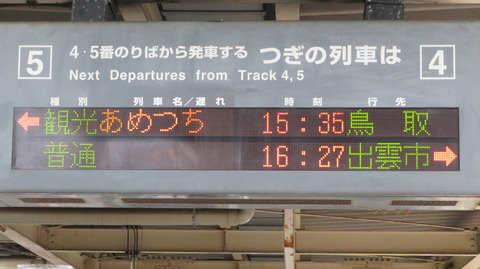 5 4・5番のりばから発車する つぎの列車は 4
Next Departures from Track 4, 5
種別 列車名/遅れ 時刻 行先
← 観光あめつち 15:35 鳥取
普通 16:27 出雲市 →